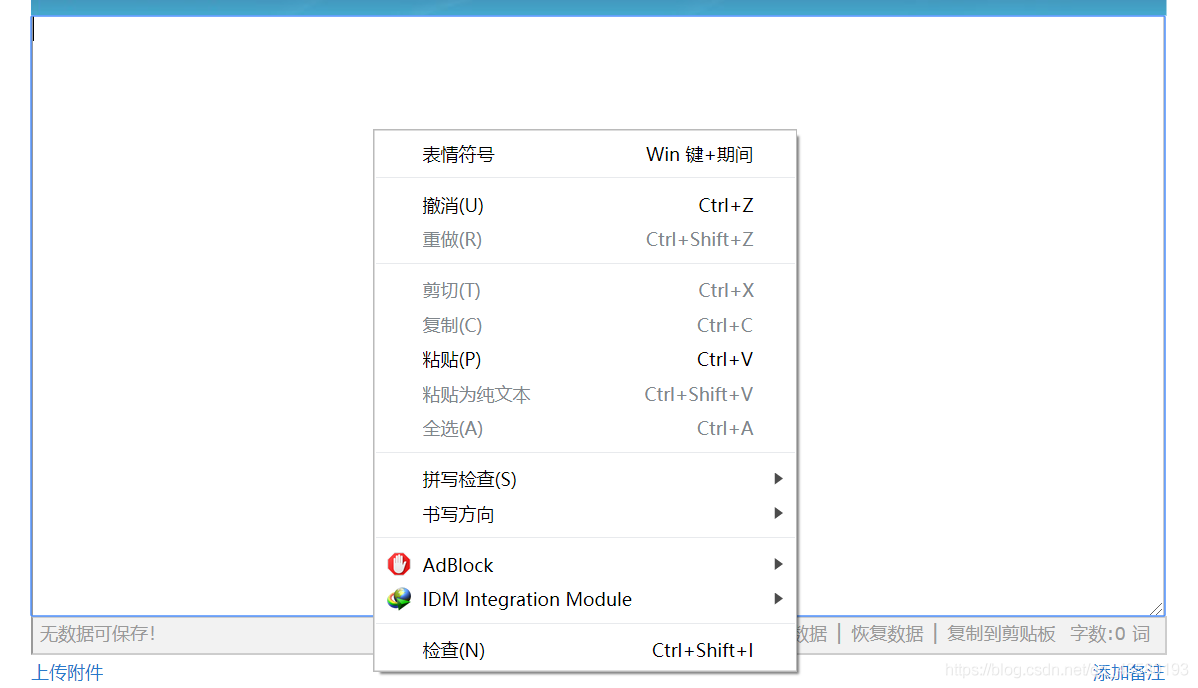 表情符号 Win 键+期间
撤消(U) Ctrl+Z
重做(R) Ctrl+Shift+Z
剪切(T) Ctrl+X
复制(C) Ctrl+C
粘贴(P) Ctrl+V
粘贴为纯文本 Ctrl+Shift+V
全选(A) Ctrl+A
拼写检查(S)
书写方向
AdBlock
IDM Integration Module
检查(N) Ctrl+Shift+I
无数据可保存! 数据 | 恢复数据 | 复制到剪贴板 字数:0 词
上传附件 添加备注
https://blog.csdn.net/